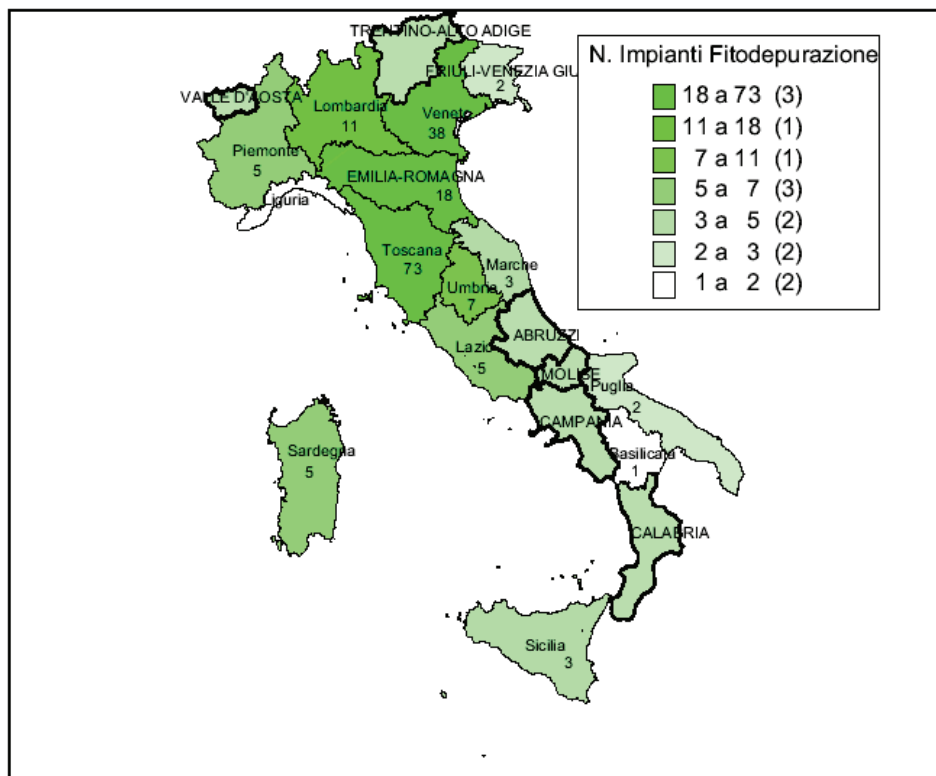 TRENTINO-ALTO ADIGE
N. Impianti Fitodepurazione
FRIULI-VENEZIA GIU
2
VALLE D'AOSTA
Lombardia
11
Veneto
38
18 a 73 (3)
11 a 18 (1)
7 a 11 (1)
5 a 7 (3)
3 a 5 (2)
2 a 3 (2)
1 a 2 (2)
Piemonte
5
EMILIA-ROMAGNA
18
Liguria
Toscana
73
Marche
3
Umbria
7
Lazio
5
ABRUZZI
MOLISE
Puglia
2
CAMPANIA
Basilicata
1
Sardegna
5
CALABRIA
Sicilia
3